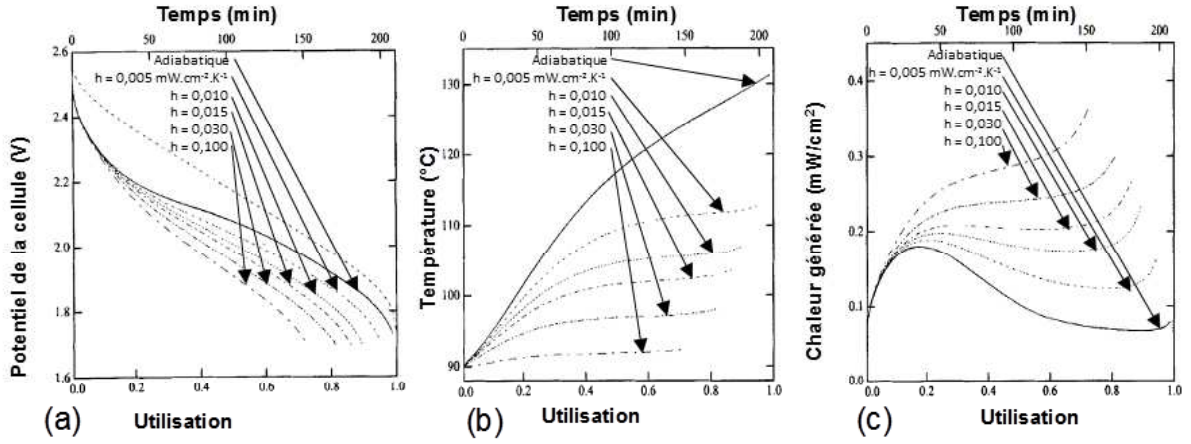 Temps (min)
0 50 100 150 200
2.6
2.4
2.2
2.0
1.8
1.6
Potentiel de la cellule (V)
Adiabatique
h = 0,005 mW.cm⁻².K⁻¹
h = 0,010
h = 0,015
h = 0,030
h = 0,100
0.0 0.2 0.4 0.6 0.8 1.0
(a) Utilisation
Temps (min)
0 50 100 150 200
130
120
110
100
90
Température (°C)
Adiabatique
h = 0,005 mW.cm⁻².K⁻¹
h = 0,010
h = 0,015
h = 0,030
h = 0,100
0.0 0.2 0.4 0.6 0.8 1.0
(b) Utilisation
Temps (min)
0 50 100 150 200
0.4
0.3
0.2
0.1
0.0
Chaleur générée (mW/cm²)
Adiabatique
h = 0,005 mW.cm⁻².K⁻¹
h = 0,010
h = 0,015
h = 0,030
h = 0,100
0.0 0.2 0.4 0.6 0.8 1.0
(c) Utilisation